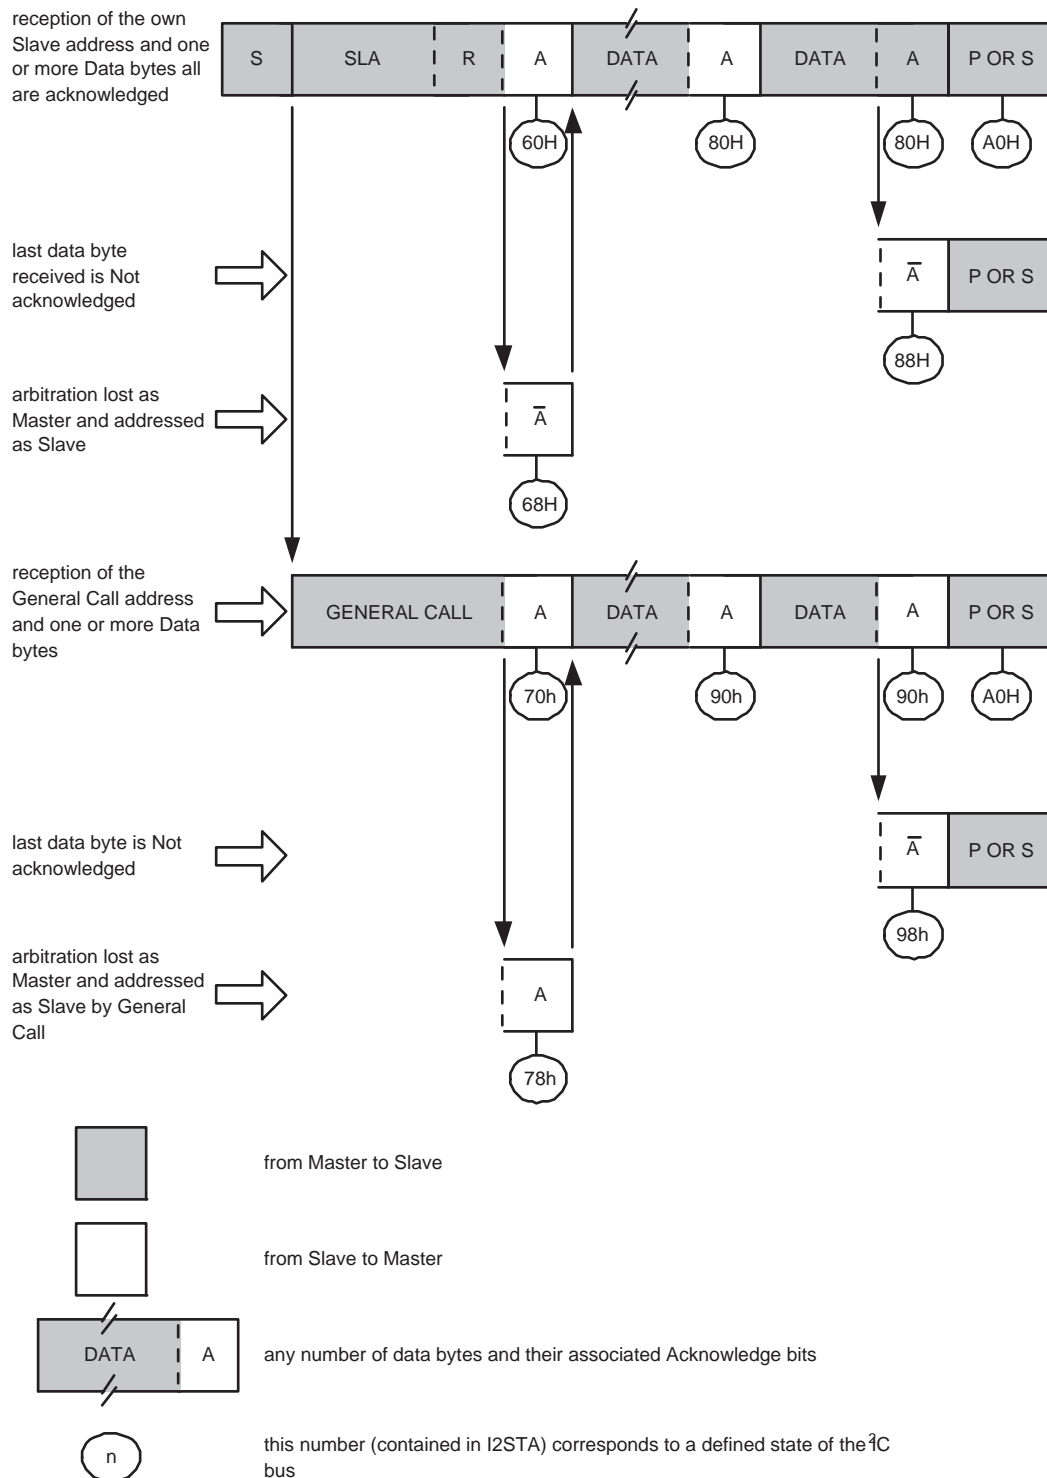 reception of the own
Slave address and one
or more Data bytes all
are acknowledged
S SLA R A DATA A DATA A P OR S
60H 80H 80H A0H
last data byte
received is Not
acknowledged
A̅ P OR S
88H
arbitration lost as
Master and addressed
as Slave
A̅
68H
reception of the
General Call address
and one or more Data
bytes
GENERAL CALL A DATA A DATA A P OR S
70h 90h 90h A0H
last data byte is Not
acknowledged
A̅ P OR S
98h
arbitration lost as
Master and addressed
as Slave by General
Call
A
78h
from Master to Slave
from Slave to Master
DATA A any number of data bytes and their associated Acknowledge bits
n this number (contained in I2STA) corresponds to a defined state of the I²C
bus